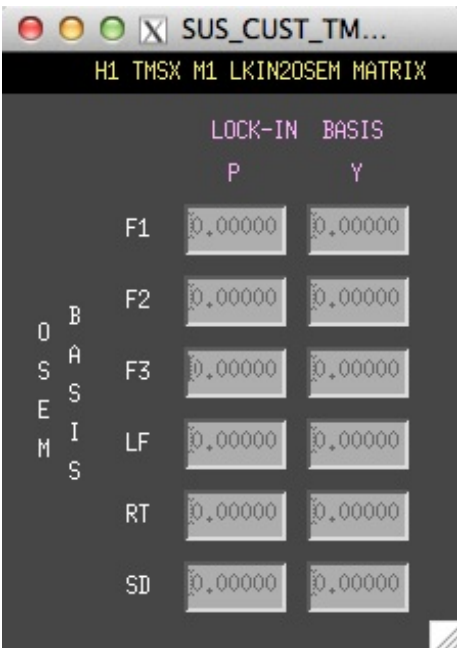 X SUS_CUST_TM...
H1 TMSX M1 LKIN2OSEM MATRIX
LOCK-IN BASIS
P Y
F1 0.00000 0.00000
F2 0.00000 0.00000
F3 0.00000 0.00000
LF 0.00000 0.00000
RT 0.00000 0.00000
SD 0.00000 0.00000
OSEM
BASIS